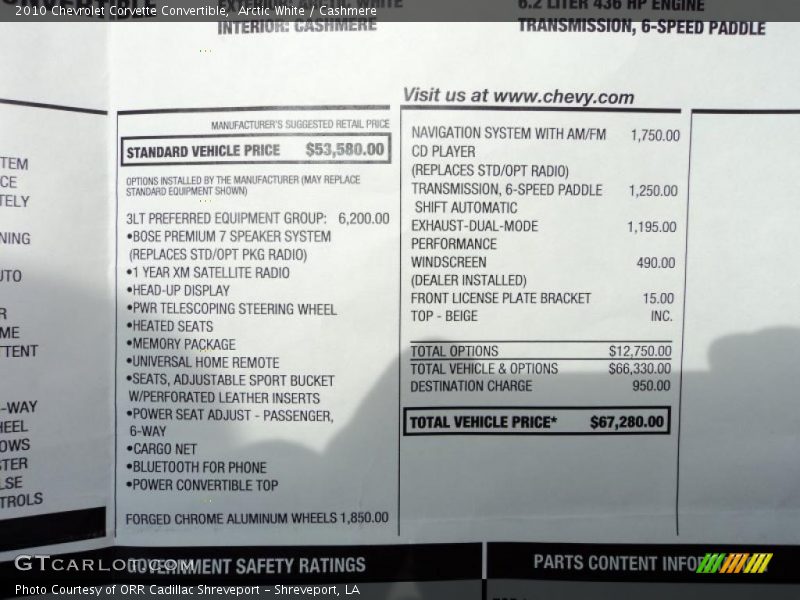 2010 Chevrolet Corvette Convertible, Arctic White / Cashmere
INTERIOR: CASHMERE
6.2 LITER 436 HP ENGINE
TRANSMISSION, 6-SPEED PADDLE
Visit us at www.chevy.com
MANUFACTURER'S SUGGESTED RETAIL PRICE
STANDARD VEHICLE PRICE $53,580.00
OPTIONS INSTALLED BY THE MANUFACTURER (MAY REPLACE
STANDARD EQUIPMENT SHOWN)
3LT PREFERRED EQUIPMENT GROUP: 6,200.00
•BOSE PREMIUM 7 SPEAKER SYSTEM
(REPLACES STD/OPT PKG RADIO)
•1 YEAR XM SATELLITE RADIO
•HEAD-UP DISPLAY
•PWR TELESCOPING STEERING WHEEL
•HEATED SEATS
•MEMORY PACKAGE
•UNIVERSAL HOME REMOTE
•SEATS, ADJUSTABLE SPORT BUCKET
W/PERFORATED LEATHER INSERTS
•POWER SEAT ADJUST - PASSENGER,
6-WAY
•CARGO NET
•BLUETOOTH FOR PHONE
•POWER CONVERTIBLE TOP
FORGED CHROME ALUMINUM WHEELS 1,850.00
NAVIGATION SYSTEM WITH AM/FM 1,750.00
CD PLAYER
(REPLACES STD/OPT RADIO)
TRANSMISSION, 6-SPEED PADDLE 1,250.00
SHIFT AUTOMATIC
EXHAUST-DUAL-MODE 1,195.00
PERFORMANCE
WINDSCREEN 490.00
(DEALER INSTALLED)
FRONT LICENSE PLATE BRACKET 15.00
TOP - BEIGE INC.
TOTAL OPTIONS $12,750.00
TOTAL VEHICLE & OPTIONS $66,330.00
DESTINATION CHARGE 950.00
TOTAL VEHICLE PRICE* $67,280.00
TEM
CE
TELY
NING
UTO
R
ME
TTENT
-WAY
HEEL
OWS
STER
LSE
TROLS
GOVERNMENT SAFETY RATINGS
PARTS CONTENT INFO
GTCARLOT.COM
Photo Courtesy of ORR Cadillac Shreveport - Shreveport, LA